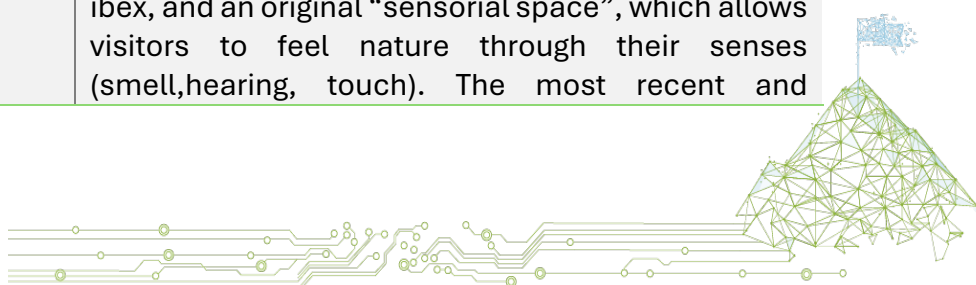 ibex, and an original “sensorial space”, which allows
visitors to feel nature through their senses
(smell,hearing, touch). The most recent and